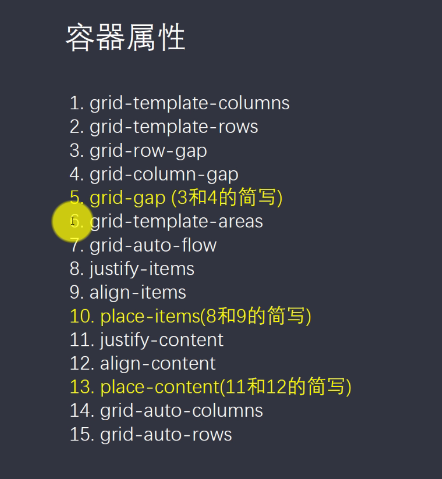 容器属性
1. grid-template-columns
2. grid-template-rows
3. grid-row-gap
4. grid-column-gap
5. grid-gap (3和4的简写)
6. grid-template-areas
7. grid-auto-flow
8. justify-items
9. align-items
10. place-items(8和9的简写)
11. justify-content
12. align-content
13. place-content(11和12的简写)
14. grid-auto-columns
15. grid-auto-rows